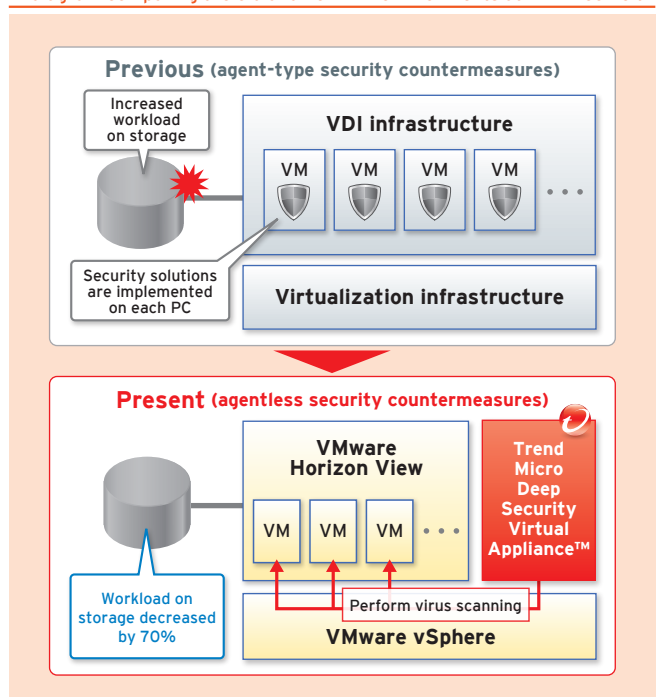 Previous (agent-type security countermeasures)
Increased
workload
on storage
VDI infrastructure
VM
VM
VM
VM
Security solutions
are implemented
on each PC
Virtualization infrastructure
Present (agentless security countermeasures)
VMware
Horizon View
Trend
Micro
Deep
Security
Virtual
Appliance™
VM
VM
VM
Workload on
storage decreased
by 70%
Perform virus scanning
VMware vSphere